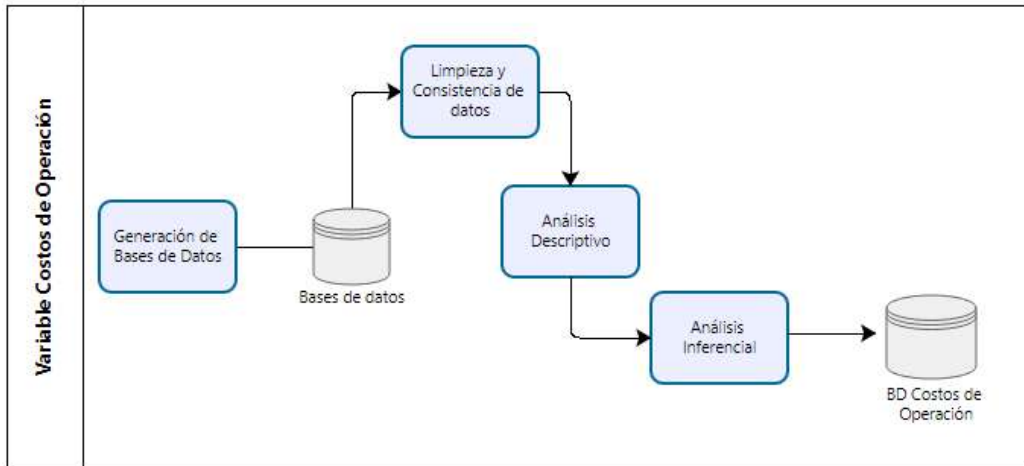 Variable Costos de Operación
Generación de
Bases de Datos
Bases de datos
Limpieza y
Consistencia de
datos
Análisis
Descriptivo
Análisis
Inferencial
BD Costos de
Operación